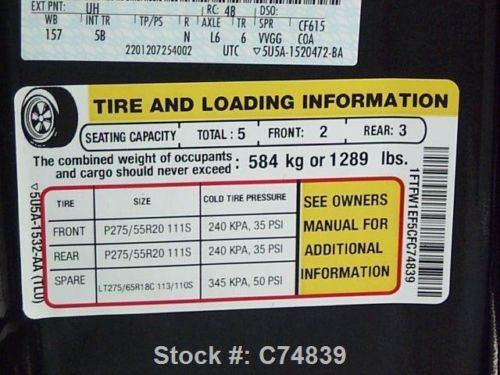 EXT PNT: UH RC: 48 DSO:
WB INT TR TP/PS R AXLE TR SPR CF615
157 5B N L6 6 VVGG COA
2201207254002 UTC ▽5U5A-1520472-BA
TIRE AND LOADING INFORMATION
SEATING CAPACITY TOTAL : 5 FRONT: 2 REAR: 3
The combined weight of occupants and cargo should never exceed : 584 kg or 1289 lbs.
TIRE SIZE COLD TIRE PRESSURE
FRONT P275/55R20 111S 240 KPA, 35 PSI
REAR P275/55R20 111S 240 KPA, 35 PSI
SPARE LT275/65R18C 113/110S 345 KPA, 50 PSI
SEE OWNERS
MANUAL FOR
ADDITIONAL
INFORMATION
▽5U5A-1532-AA (TL0)
1FTFW1EF5CFC74839
Stock #: C74839